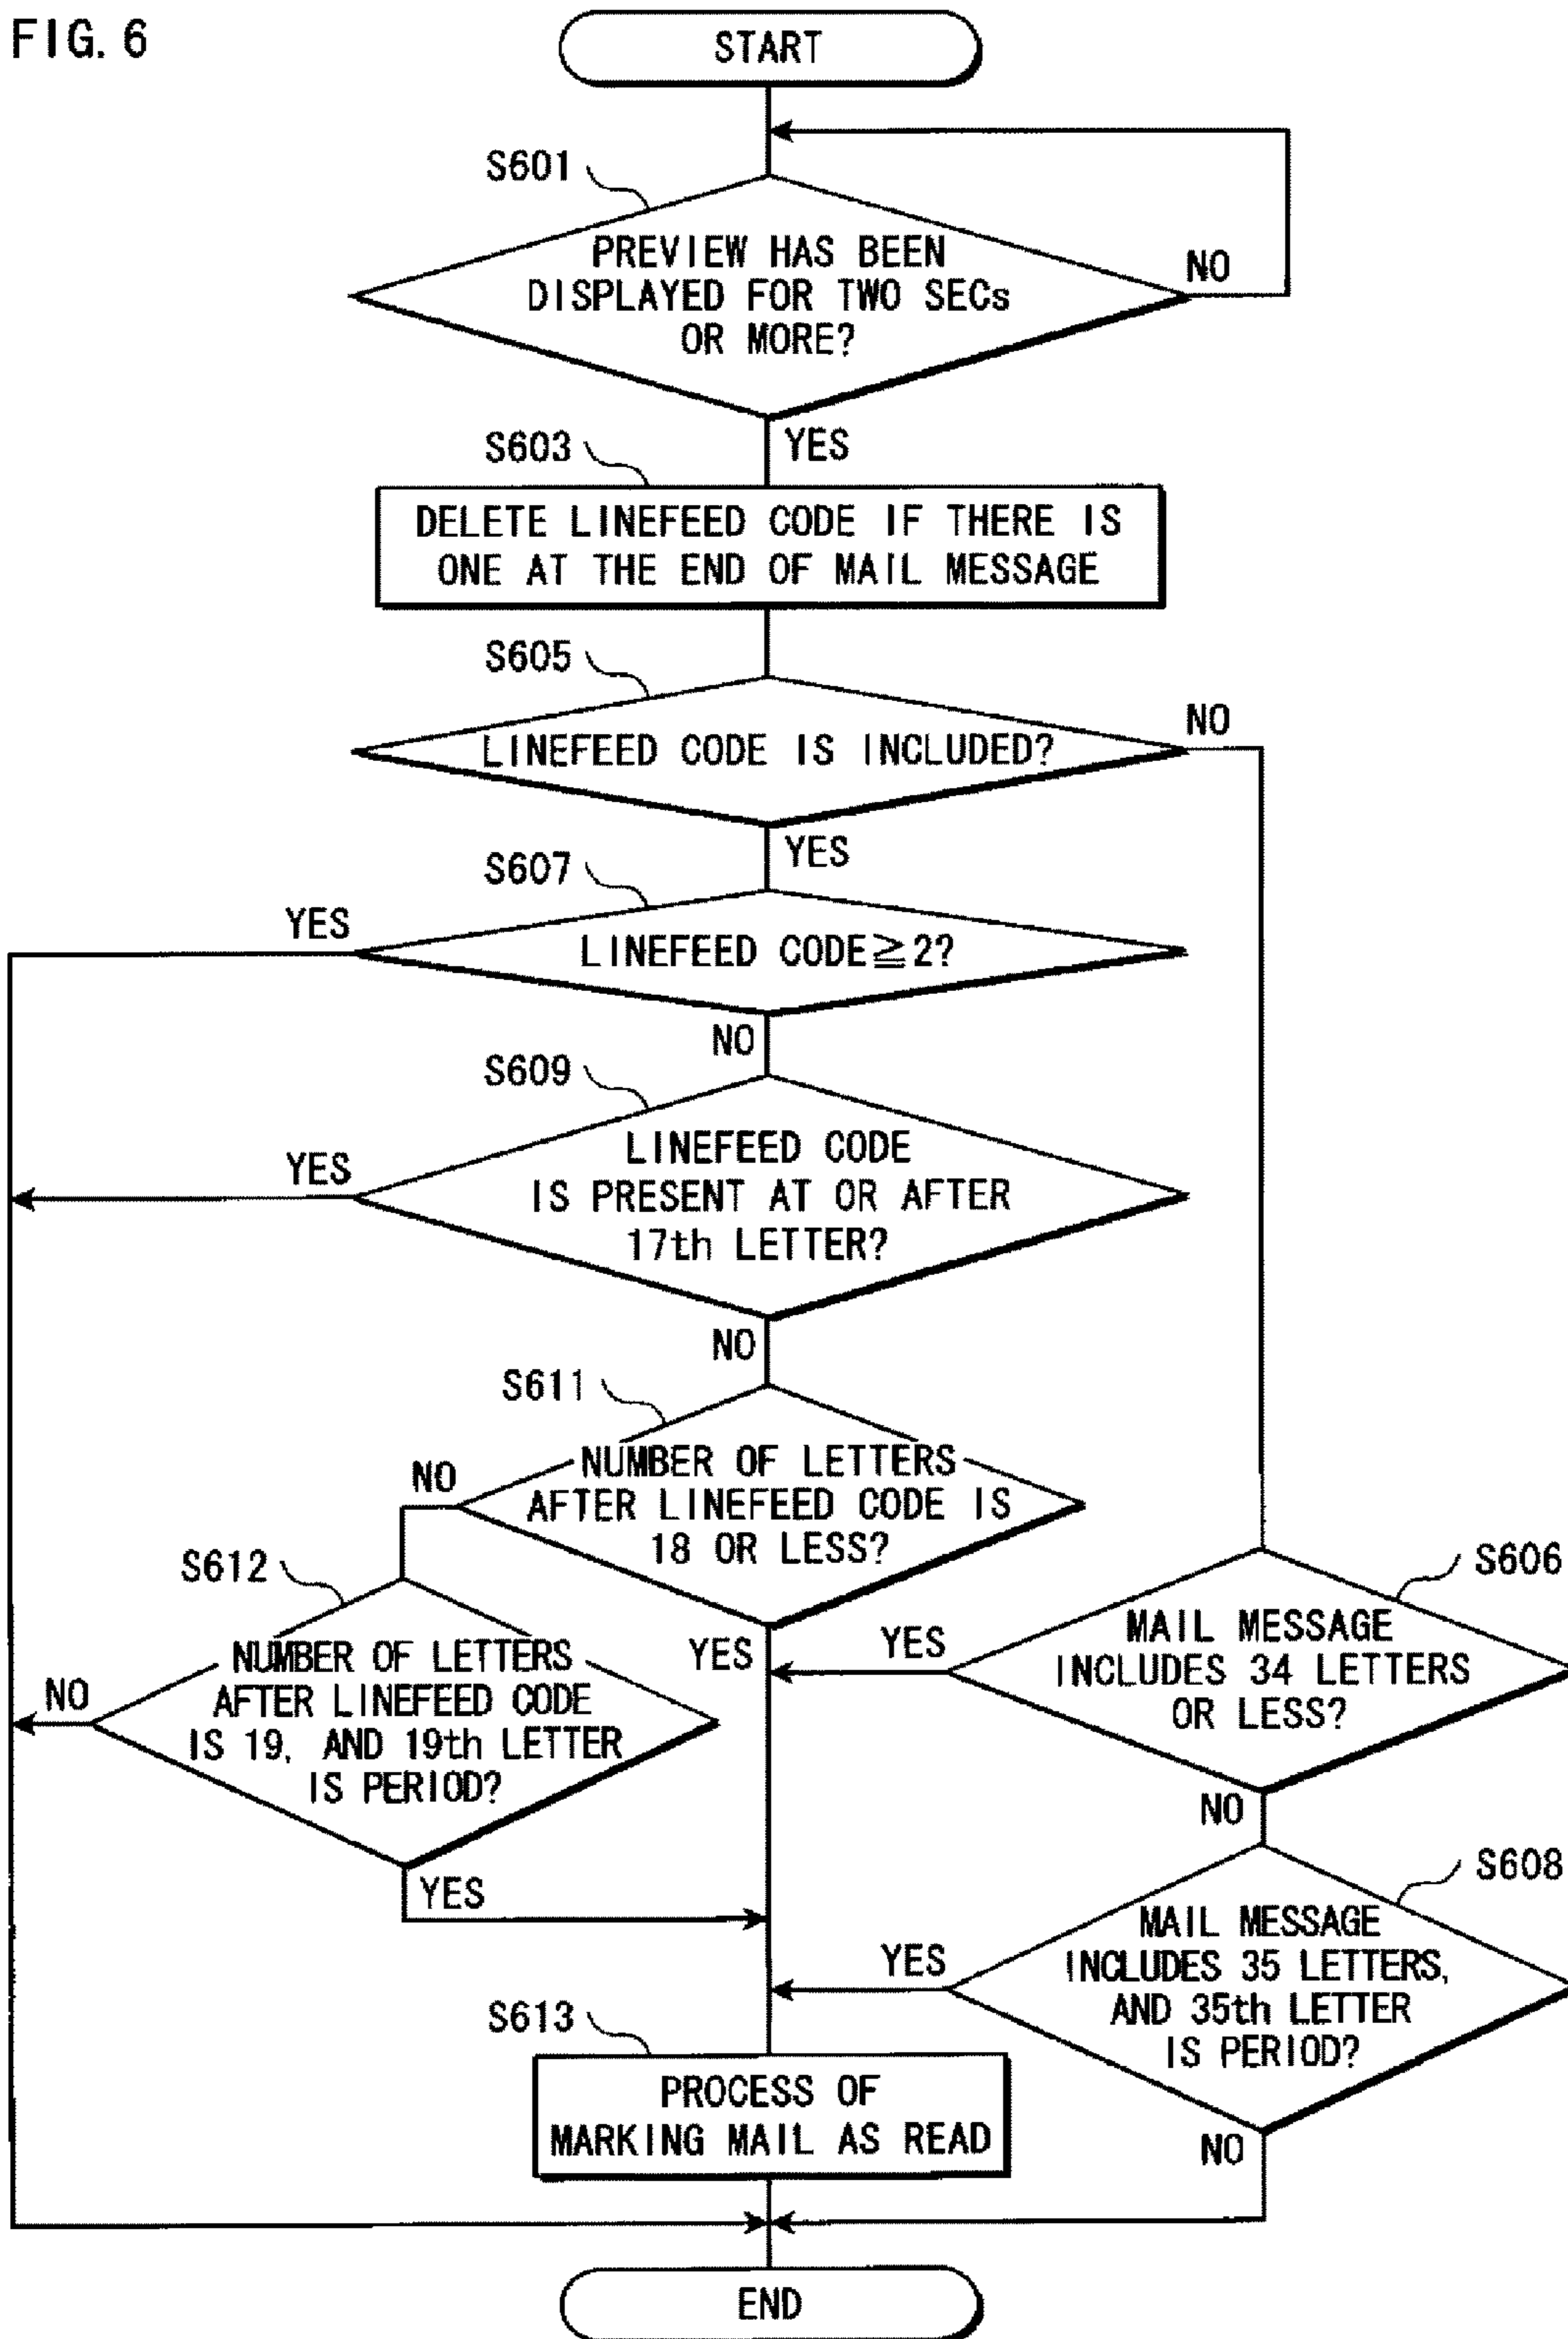 FIG. 6
START
S601
PREVIEW HAS BEEN
DISPLAYED FOR TWO SECs
OR MORE?
NO
YES
S603
DELETE LINEFEED CODE IF THERE IS
ONE AT THE END OF MAIL MESSAGE
S605
LINEFEED CODE IS INCLUDED?
NO
YES
S607
LINEFEED CODE≧2?
YES
NO
S609
LINEFEED CODE
IS PRESENT AT OR AFTER
17th LETTER?
YES
NO
S611
NUMBER OF LETTERS
AFTER LINEFEED CODE IS
18 OR LESS?
NO
YES
S612
NUMBER OF LETTERS
AFTER LINEFEED CODE
IS 19, AND 19th LETTER
IS PERIOD?
NO
YES
S606
MAIL MESSAGE
INCLUDES 34 LETTERS
OR LESS?
YES
NO
S608
MAIL MESSAGE
INCLUDES 35 LETTERS,
AND 35th LETTER
IS PERIOD?
YES
NO
S613
PROCESS OF
MARKING MAIL AS READ
END